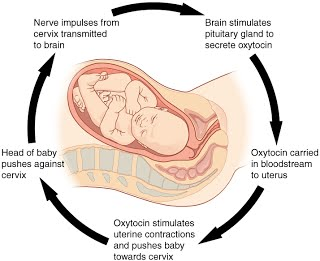 Nerve impulses from
cervix transmitted
to brain
Brain stimulates
pituitary gland to
secrete oxytocin
Oxytocin carried
in bloodstream
to uterus
Oxytocin stimulates
uterine contractions
and pushes baby
towards cervix
Head of baby
pushes against
cervix